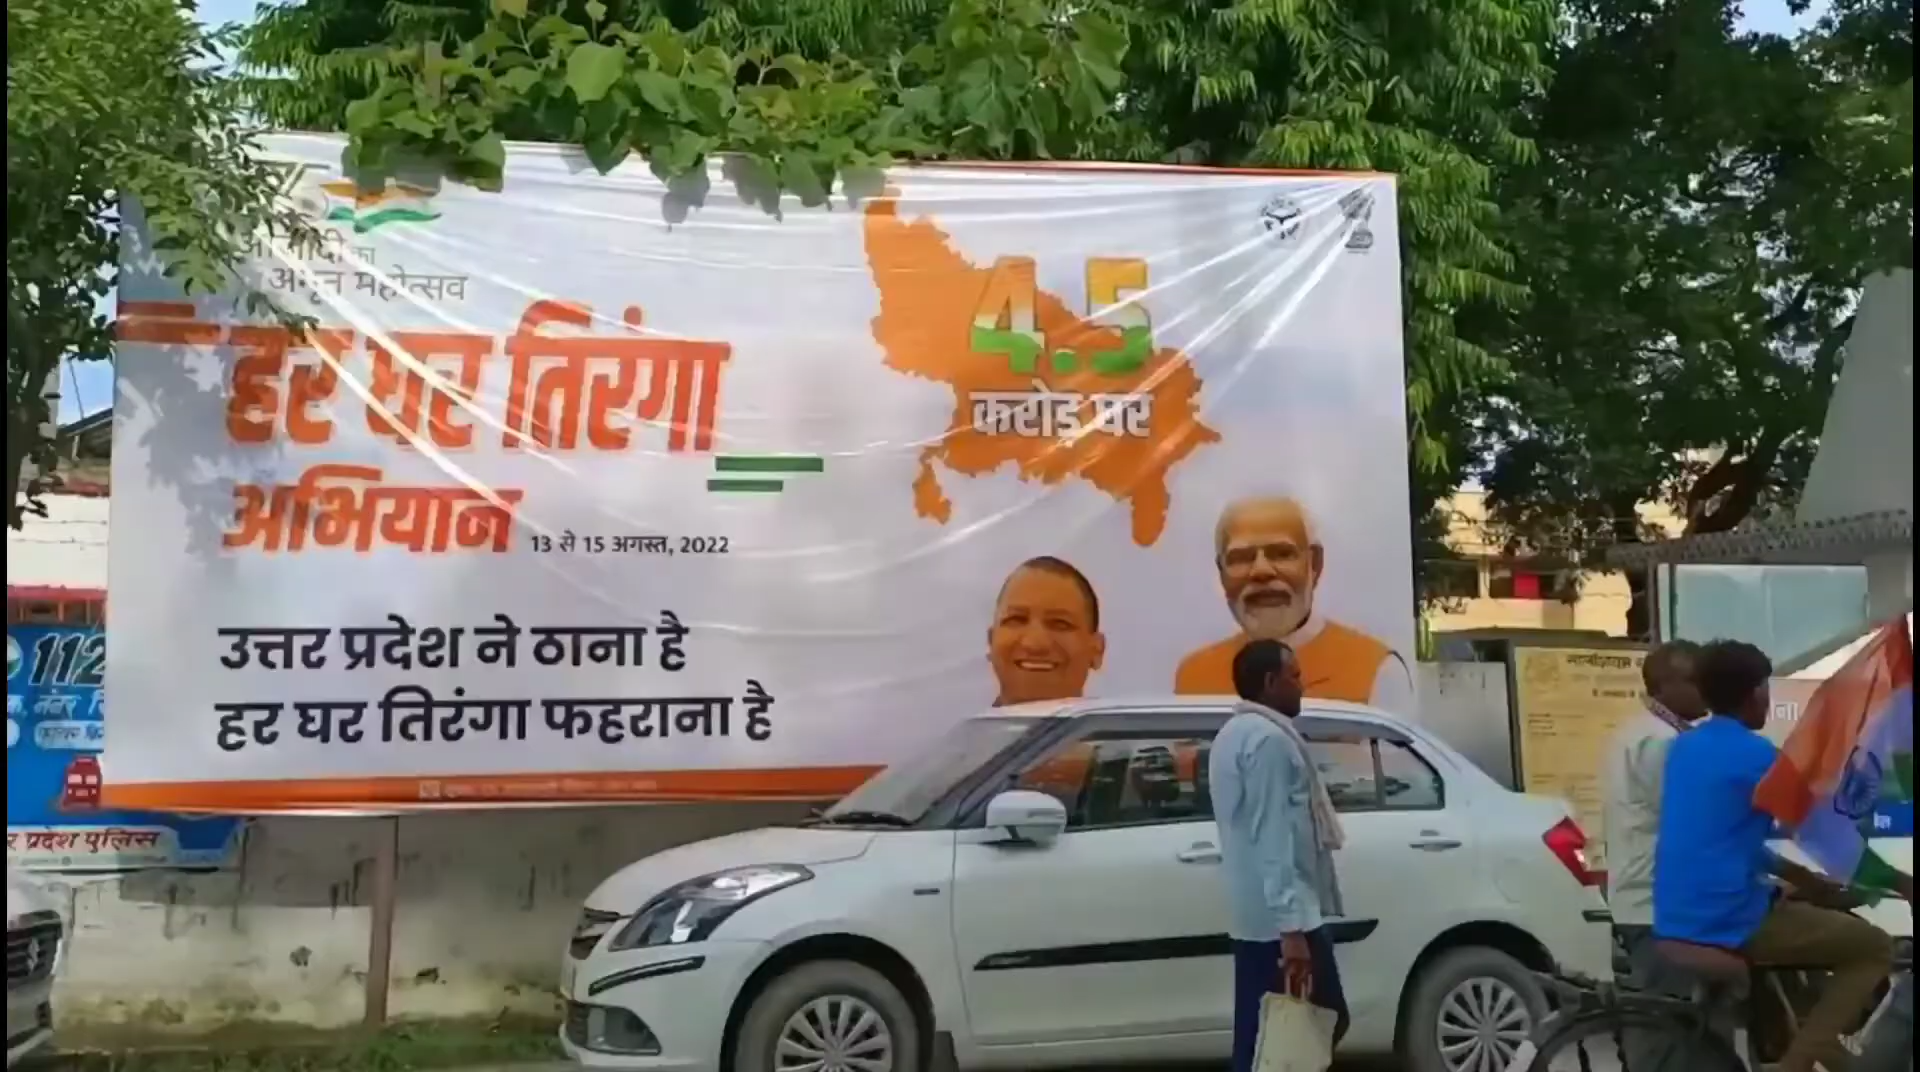 75
आज़ादी का
अमृत महोत्सव
हर घर तिरंगा
अभियान 13 से 15 अगस्त, 2022
उत्तर प्रदेश ने ठाना है
हर घर तिरंगा फहराना है
4.5
करोड़ घर
112
प्रदेश पुलिस